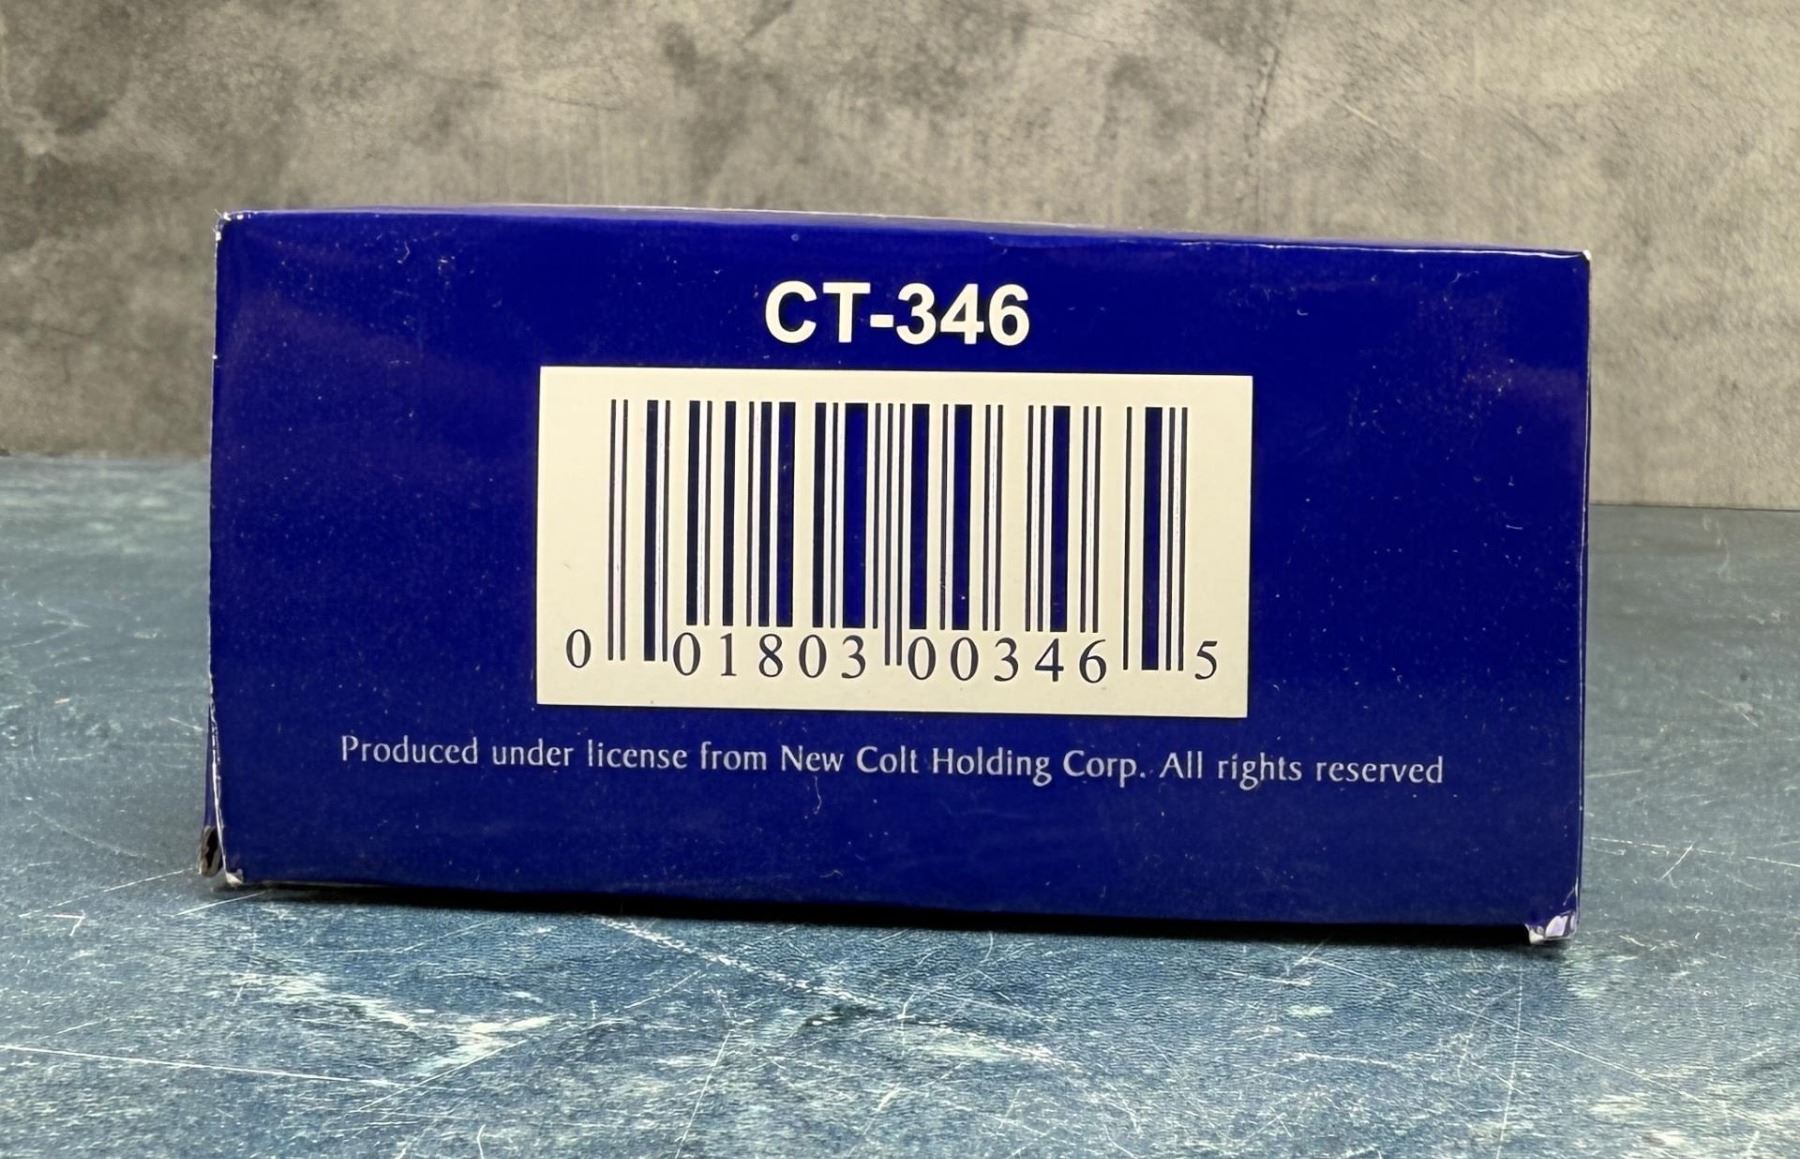 CT-346
0 01803 00346 5
Produced under license from New Colt Holding Corp. All rights reserved